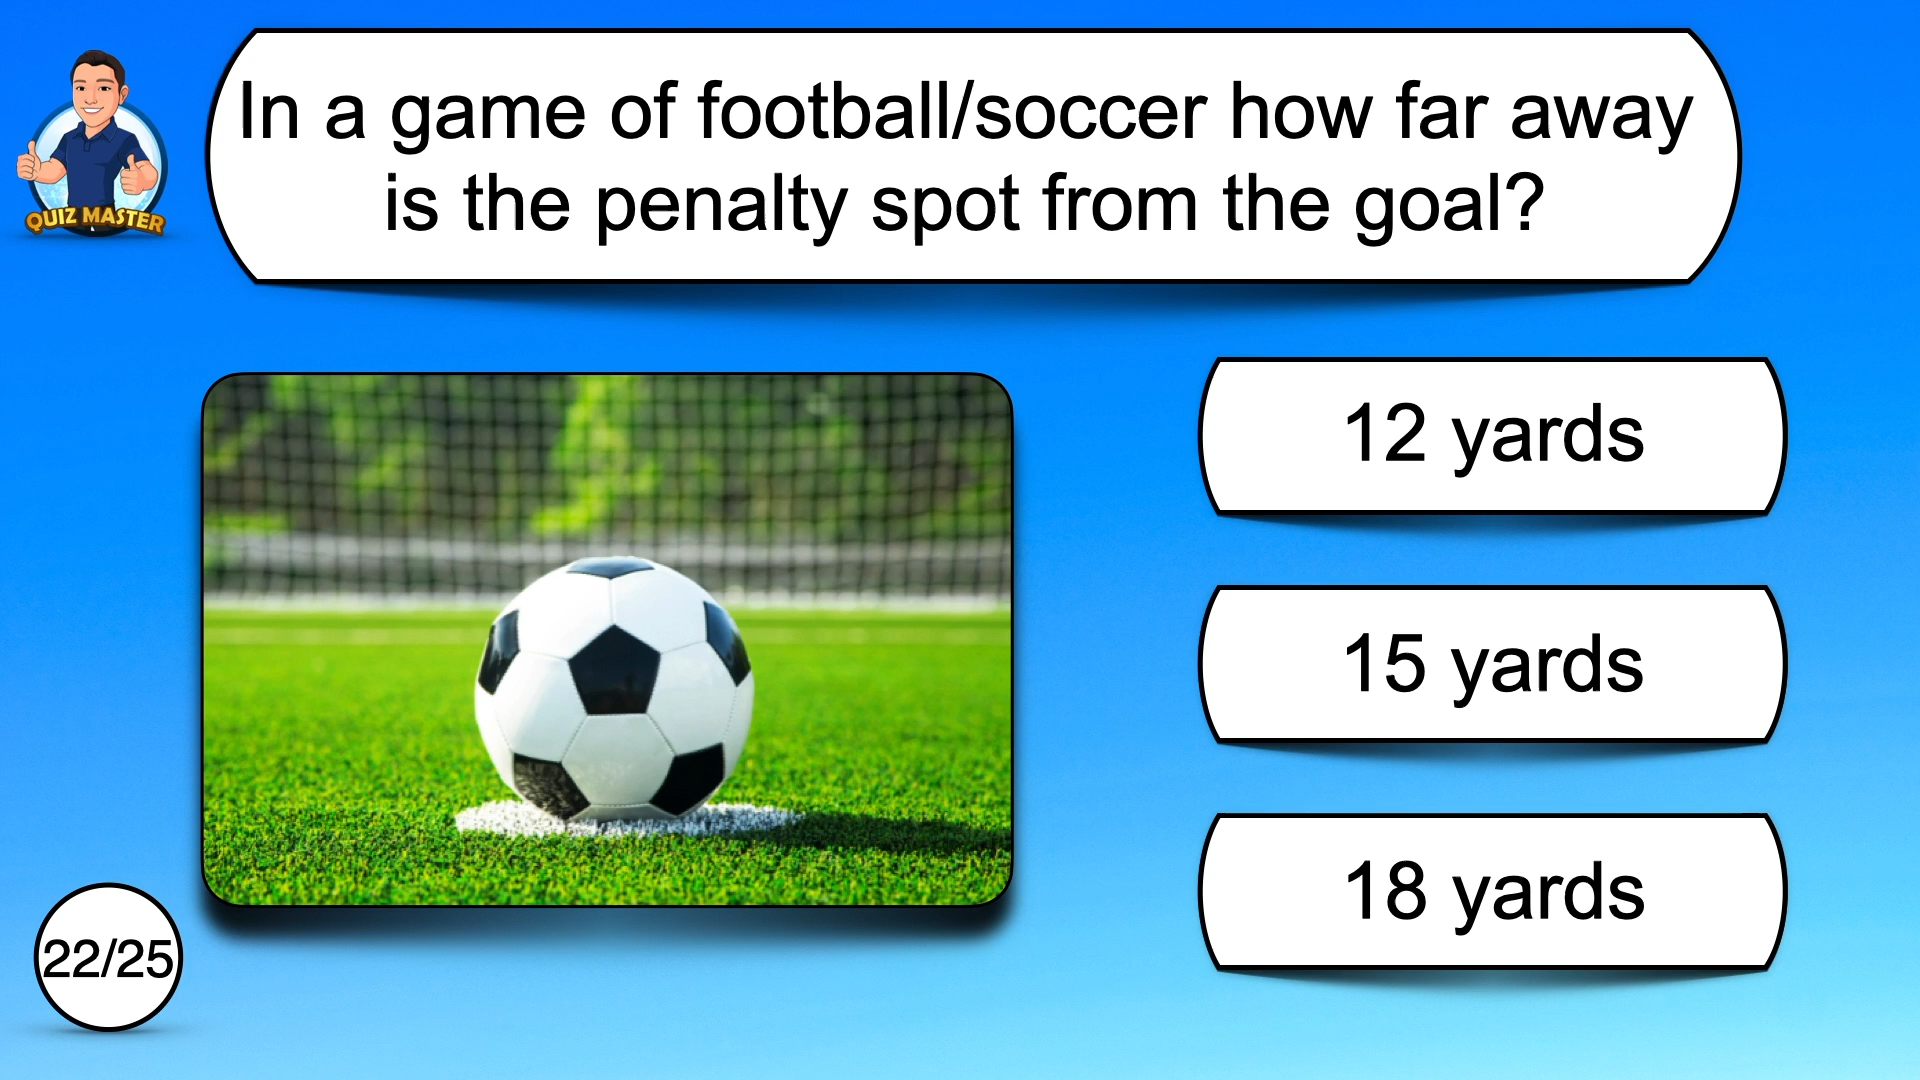 In a game of football/soccer how far away
is the penalty spot from the goal?
QUIZ MASTER
12 yards
15 yards
18 yards
22/25